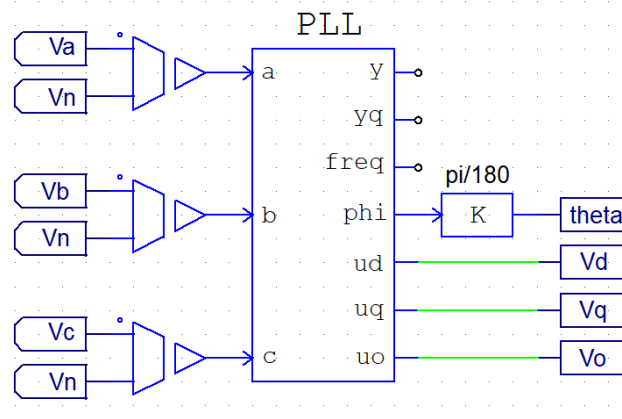 PLL
Va
Vn
a
y
yq
freq
pi/180
Vb
Vn
b
phi
K
theta
ud
Vd
uq
Vq
Vc
Vn
c
uo
Vo